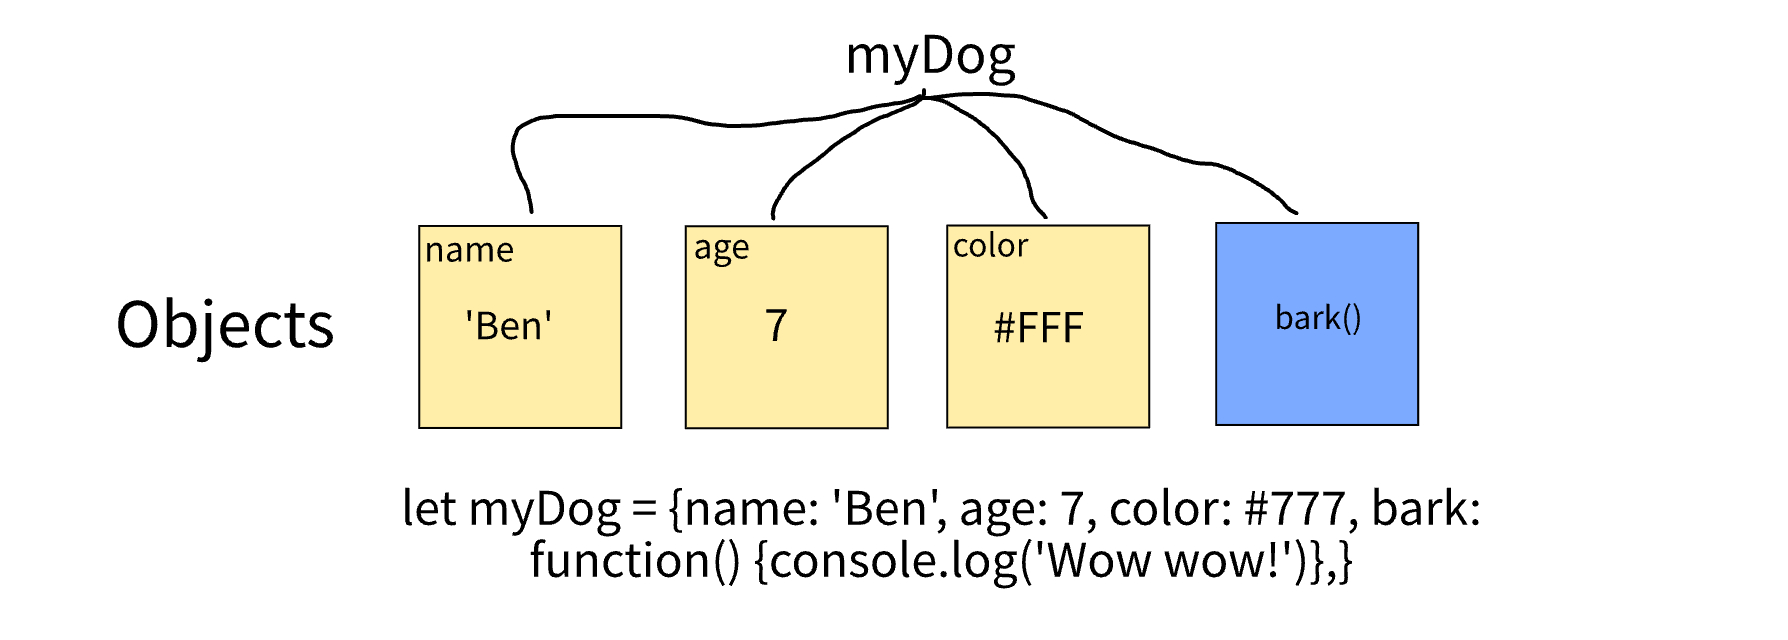 myDog
name
'Ben'
age
7
color
#FFF
bark()
Objects
let myDog = {name: 'Ben', age: 7, color: #777, bark:
function() {console.log('Wow wow!')},}